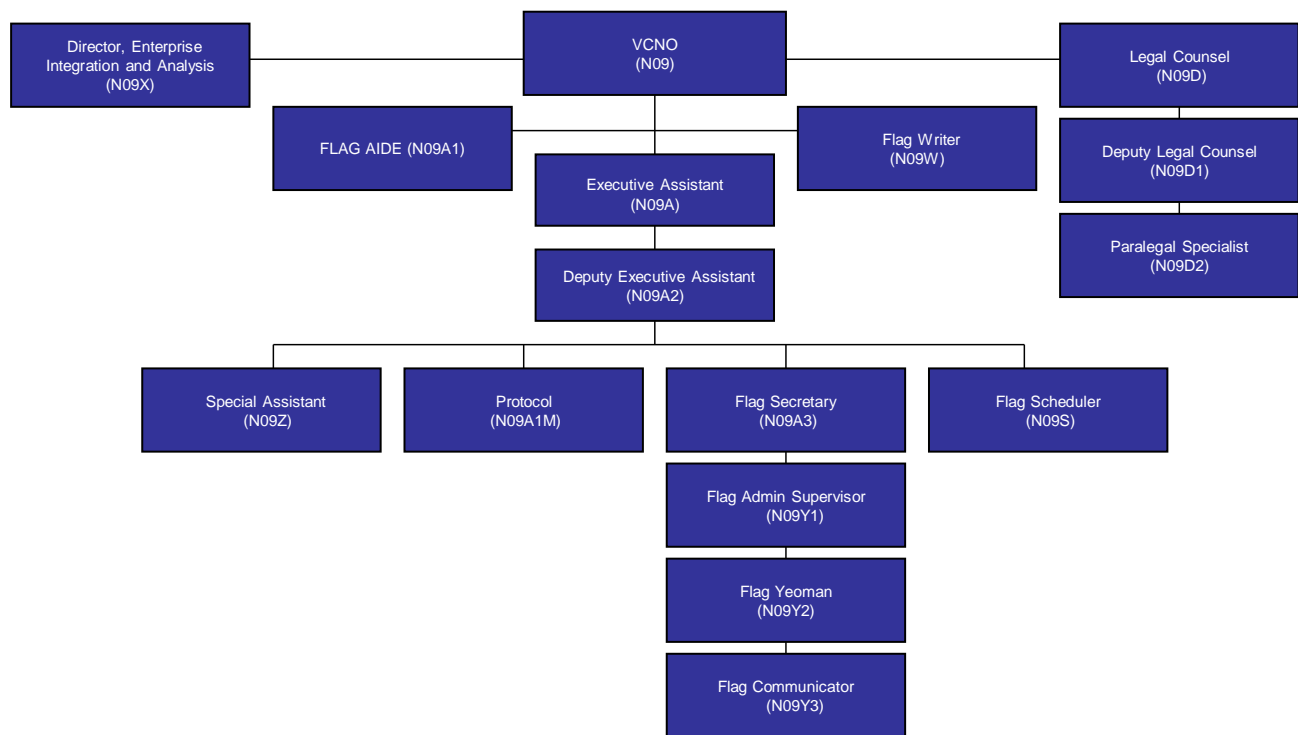 Director, Enterprise
Integration and Analysis
(N09X)
VCNO
(N09)
Legal Counsel
(N09D)
FLAG AIDE (N09A1)
Flag Writer
(N09W)
Deputy Legal Counsel
(N09D1)
Executive Assistant
(N09A)
Paralegal Specialist
(N09D2)
Deputy Executive Assistant
(N09A2)
Special Assistant
(N09Z)
Protocol
(N09A1M)
Flag Secretary
(N09A3)
Flag Scheduler
(N09S)
Flag Admin Supervisor
(N09Y1)
Flag Yeoman
(N09Y2)
Flag Communicator
(N09Y3)